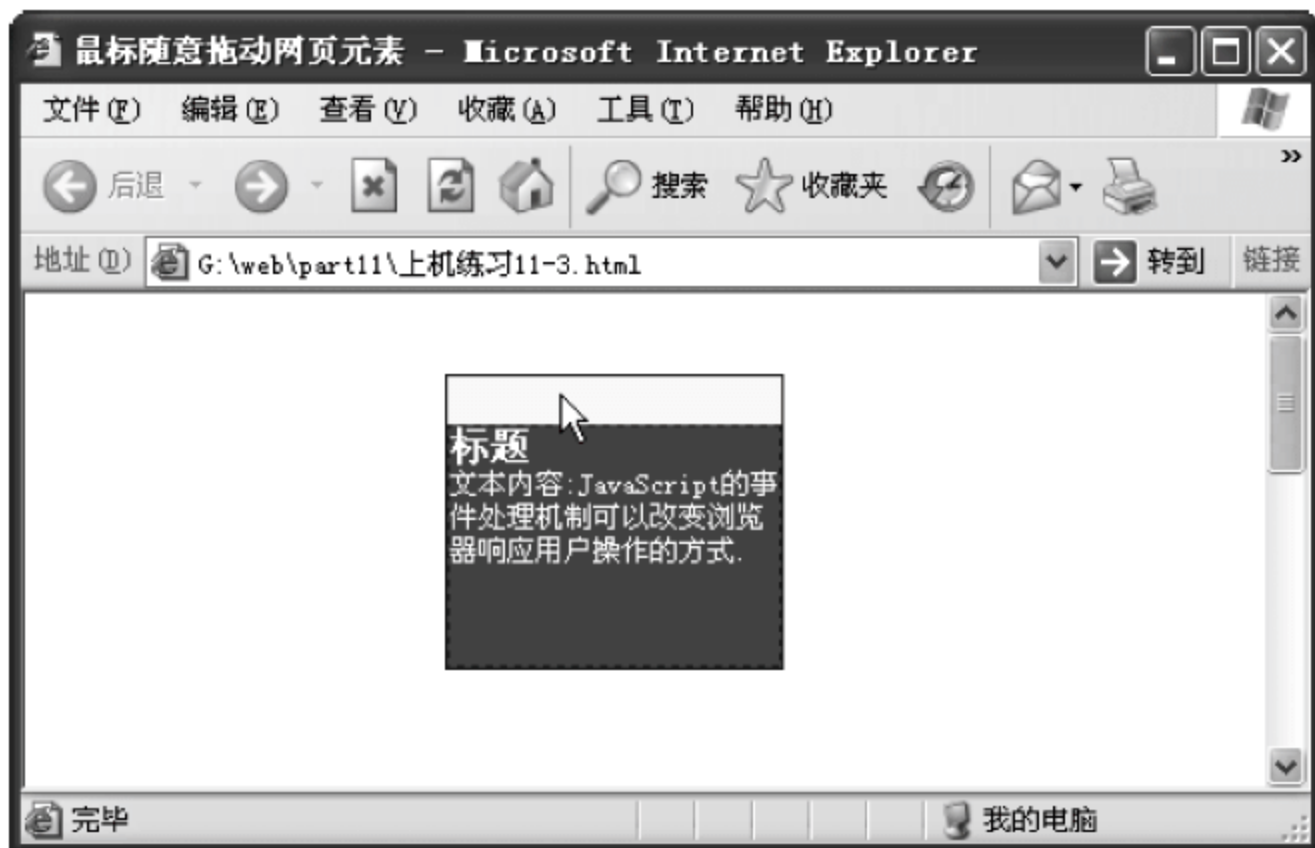 鼠标随意拖动网页元素 - Microsoft Internet Explorer
文件(F) 编辑(E) 查看(V) 收藏(A) 工具(T) 帮助(H)
后退 搜索 收藏夹 »
地址(D) G:\web\part11\上机练习11-3.html 转到 链接
标题
文本内容:JavaScript的事
件处理机制可以改变浏览
器响应用户操作的方式.
完毕 我的电脑